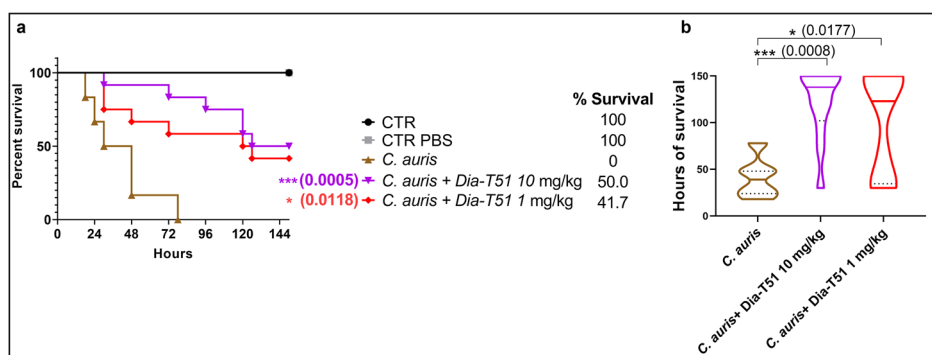 a
Percent survival
100
50
0
0 24 48 72 96 120 144
Hours
% Survival
CTR 100
CTR PBS 100
C. auris 0
***(0.0005) C. auris + Dia-T51 10 mg/kg 50.0
* (0.0118) C. auris + Dia-T51 1 mg/kg 41.7
b
* (0.0177)
*** (0.0008)
Hours of survival
150
100
50
0
C. auris
C. auris+ Dia-T51 10 mg/kg
C. auris+ Dia-T51 1 mg/kg